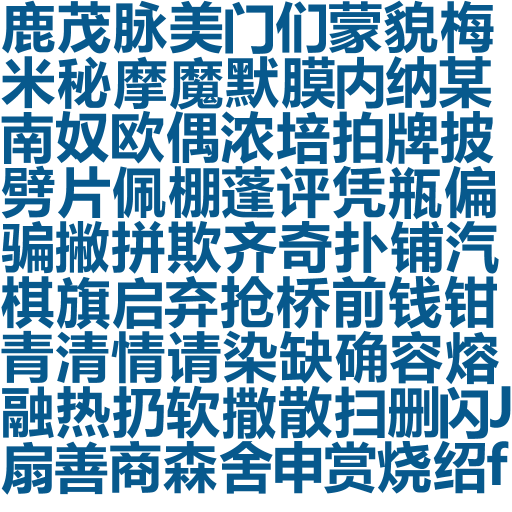 鹿茂脉美门们蒙貌梅
米秘摩魔默膜内纳某
南奴欧偶浓培拍牌披
劈片佩棚蓬评凭瓶偏
骗撇拼欺齐奇扑铺汽
棋旗启弃抢桥前钱钳
青清情请染缺确容熔
融热扔软撒散扫删闪J
扇善商森舍申赏烧绍f